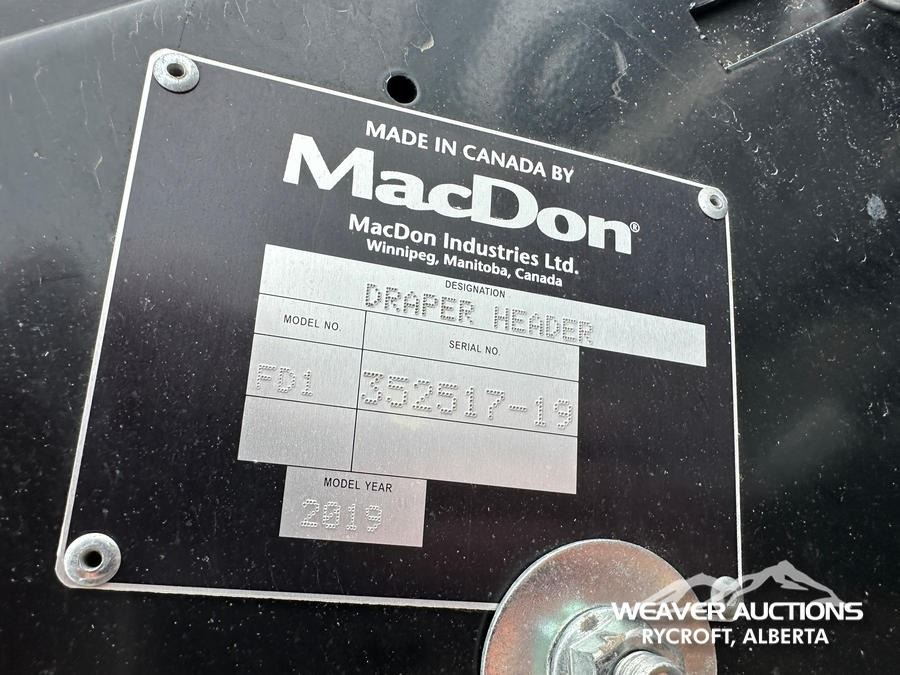 MADE IN CANADA BY
MacDon®
MacDon Industries Ltd.
Winnipeg, Manitoba, Canada
DESIGNATION
DRAPER HEADER
MODEL NO.
SERIAL NO.
FD1
352517-19
MODEL YEAR
2019
WEAVER AUCTIONS
RYCROFT, ALBERTA